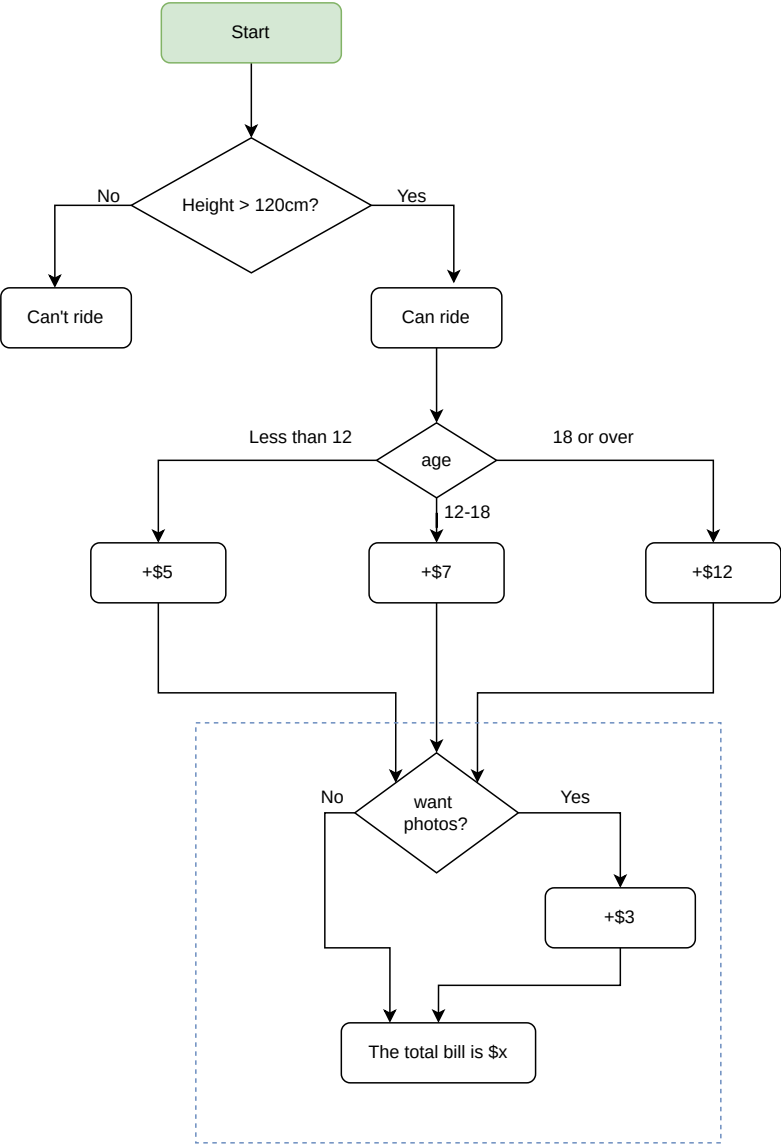 Start
Height > 120cm?
No
Yes
Can't ride
Can ride
Less than 12
age
18 or over
12-18
+$5
+$7
+$12
No
want
photos?
Yes
+$3
The total bill is $x